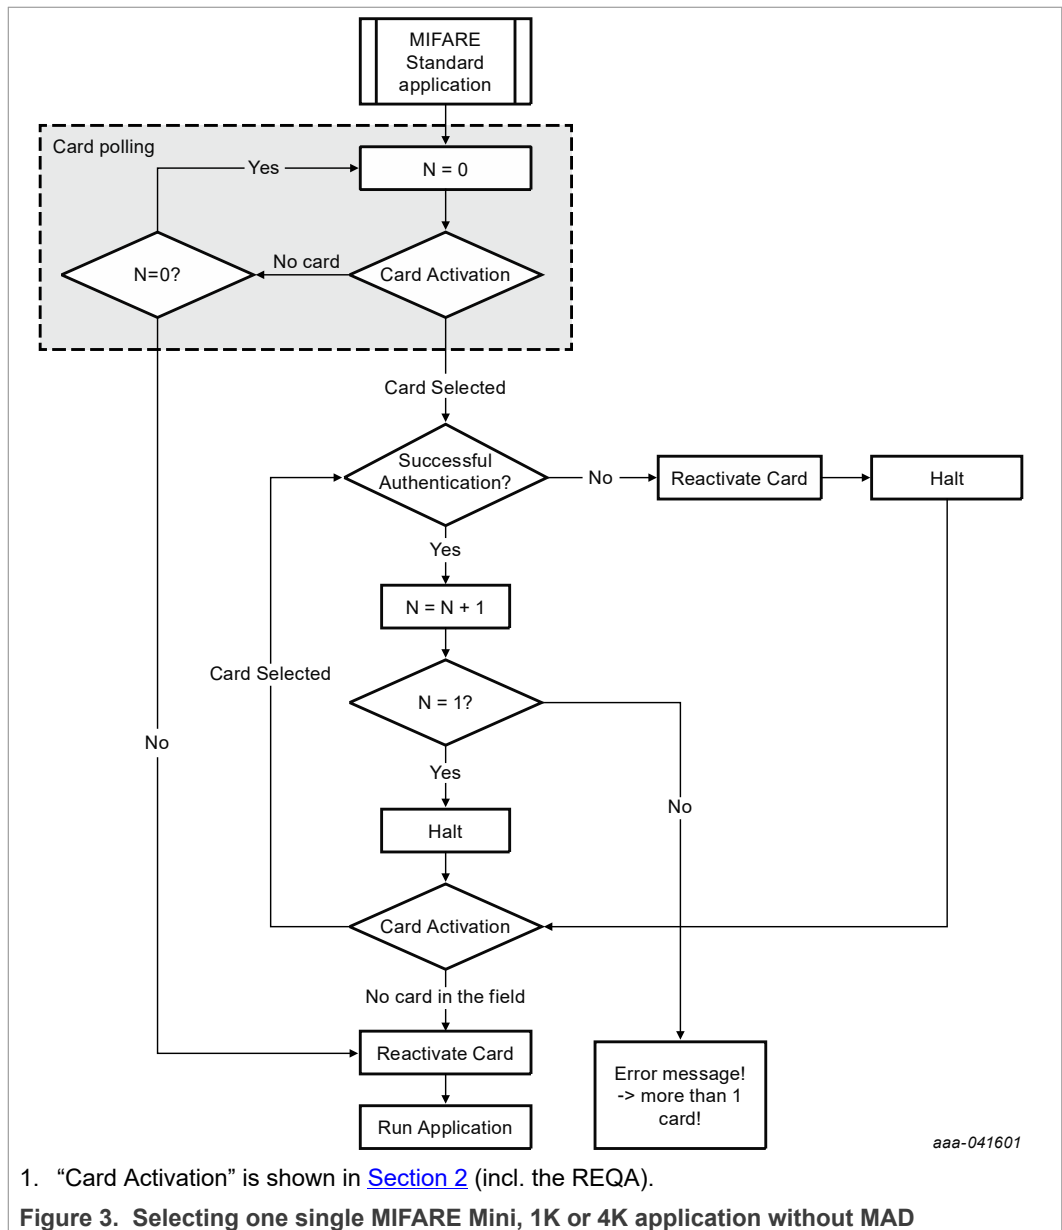 MIFARE
Standard
application
Card polling
Yes
N = 0
N=0?
No card
Card Activation
Card Selected
Successful
Authentication?
No
Reactivate Card
Halt
Yes
N = N + 1
Card Selected
N = 1?
No
Yes
No
Halt
Card Activation
No card in the field
Reactivate Card
Error message!
-> more than 1
card!
Run Application
aaa-041601
1. “Card Activation” is shown in Section 2 (incl. the REQA).
Figure 3. Selecting one single MIFARE Mini, 1K or 4K application without MAD